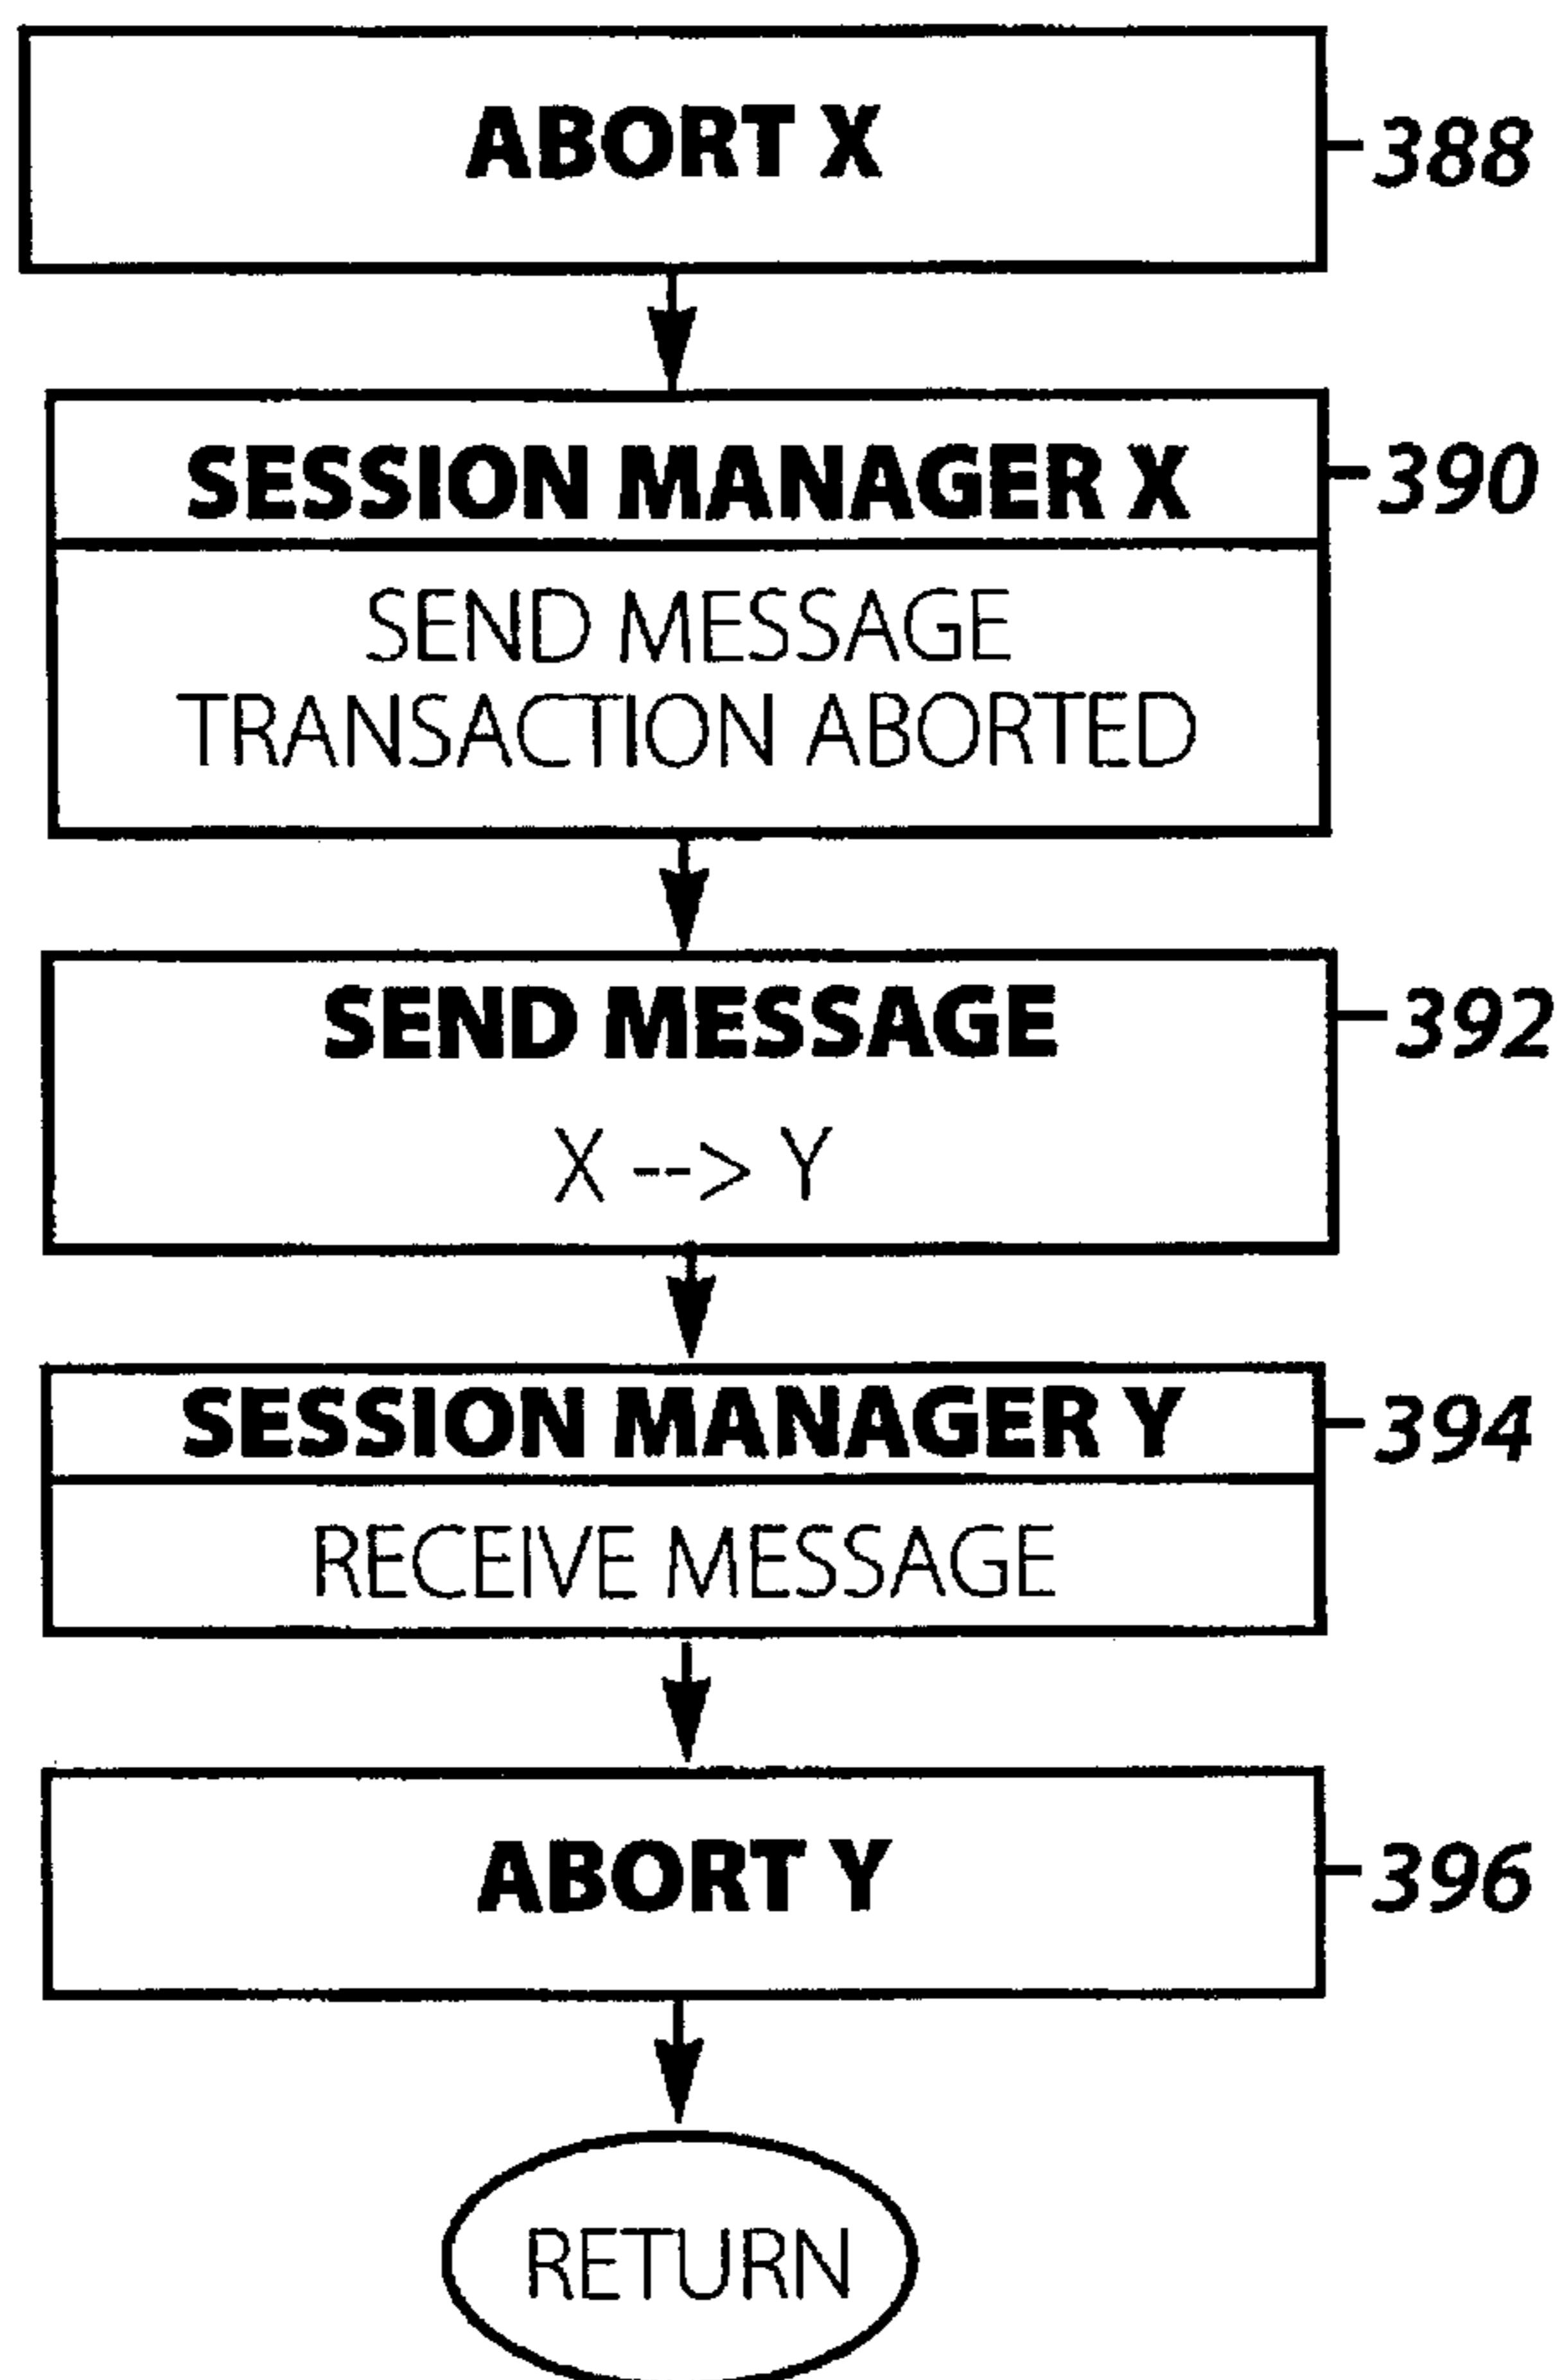 ABORT X
388
SESSION MANAGER X
390
SEND MESSAGE
TRANSACTION ABORTED
SEND MESSAGE
392
X --> Y
SESSION MANAGER Y
394
RECEIVE MESSAGE
ABORT Y
396
RETURN